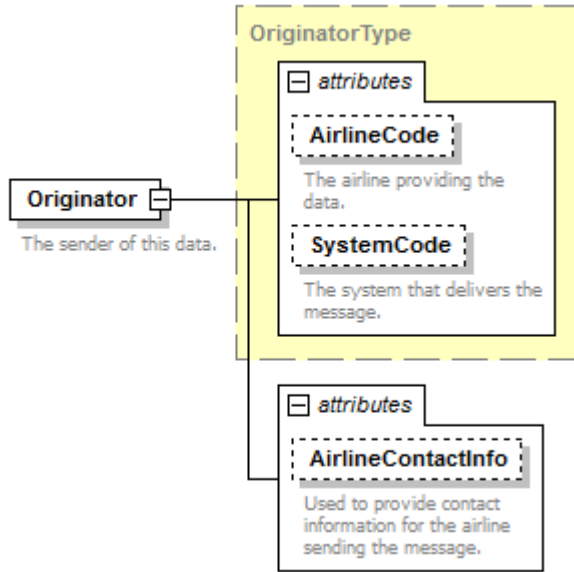 OriginatorType
attributes
AirlineCode
The airline providing the
data.
Originator
The sender of this data.
SystemCode
The system that delivers the
message.
attributes
AirlineContactInfo
Used to provide contact
information for the airline
sending the message.